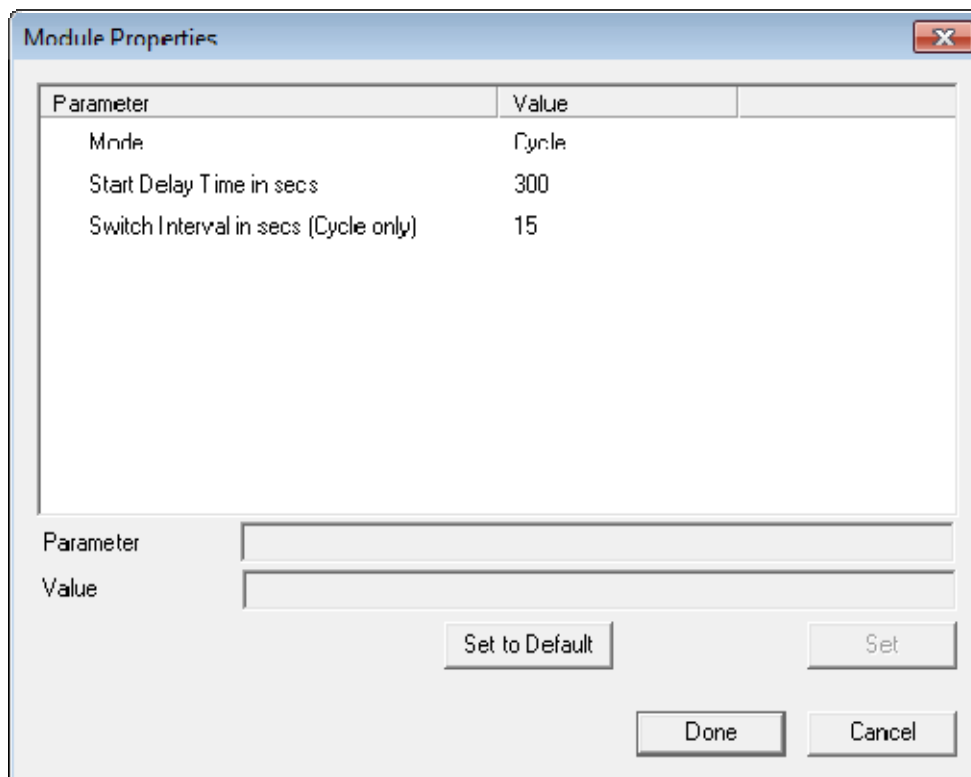 Module Properties
Parameter Value
Mode Cycle
Start Delay Time in secs 300
Switch Interval in secs (Cycle only) 15
Parameter
Value
Set to Default Set
Done Cancel